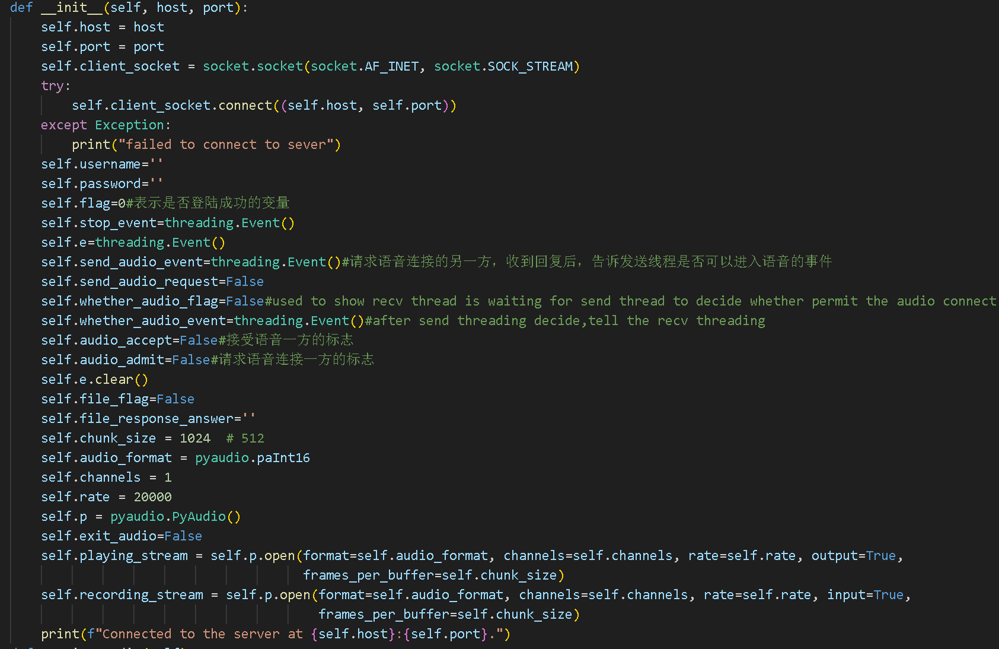 def __init__(self, host, port):
self.host = host
self.port = port
self.client_socket = socket.socket(socket.AF_INET, socket.SOCK_STREAM)
try:
self.client_socket.connect((self.host, self.port))
except Exception:
print("failed to connect to sever")
self.username=''
self.password=''
self.flag=0#表示是否登陆成功的变量
self.stop_event=threading.Event()
self.e=threading.Event()
self.send_audio_event=threading.Event()#请求语音连接的另一方，收到回复后，告诉发送线程是否可以进入语音的事件
self.send_audio_request=False
self.whether_audio_flag=False#used to show recv thread is waiting for send thread to decide whether permit the audio connect
self.whether_audio_event=threading.Event()#after send threading decide,tell the recv threading
self.audio_accept=False#接受语音一方的标志
self.audio_admit=False#请求语音连接一方的标志
self.e.clear()
self.file_flag=False
self.file_response_answer=''
self.chunk_size = 1024  # 512
self.audio_format = pyaudio.paInt16
self.channels = 1
self.rate = 20000
self.p = pyaudio.PyAudio()
self.exit_audio=False
self.playing_stream = self.p.open(format=self.audio_format, channels=self.channels, rate=self.rate, output=True,
frames_per_buffer=self.chunk_size)
self.recording_stream = self.p.open(format=self.audio_format, channels=self.channels, rate=self.rate, input=True,
frames_per_buffer=self.chunk_size)
print(f"Connected to the server at {self.host}:{self.port}.")